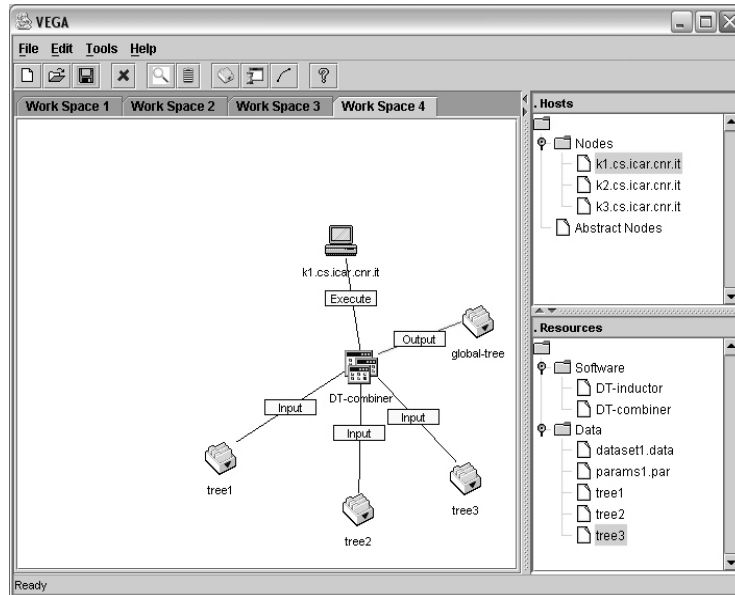 VEGA
File Edit Tools Help
Work Space 1 Work Space 2 Work Space 3 Work Space 4
k1.cs.icar.cnr.it
Execute
Output
global-tree
DT-combiner
Input
Input
Input
tree1
tree2
tree3
. Hosts
Nodes
k1.cs.icar.cnr.it
k2.cs.icar.cnr.it
k3.cs.icar.cnr.it
Abstract Nodes
. Resources
Software
DT-inductor
DT-combiner
Data
dataset1.data
params1.par
tree1
tree2
tree3
Ready